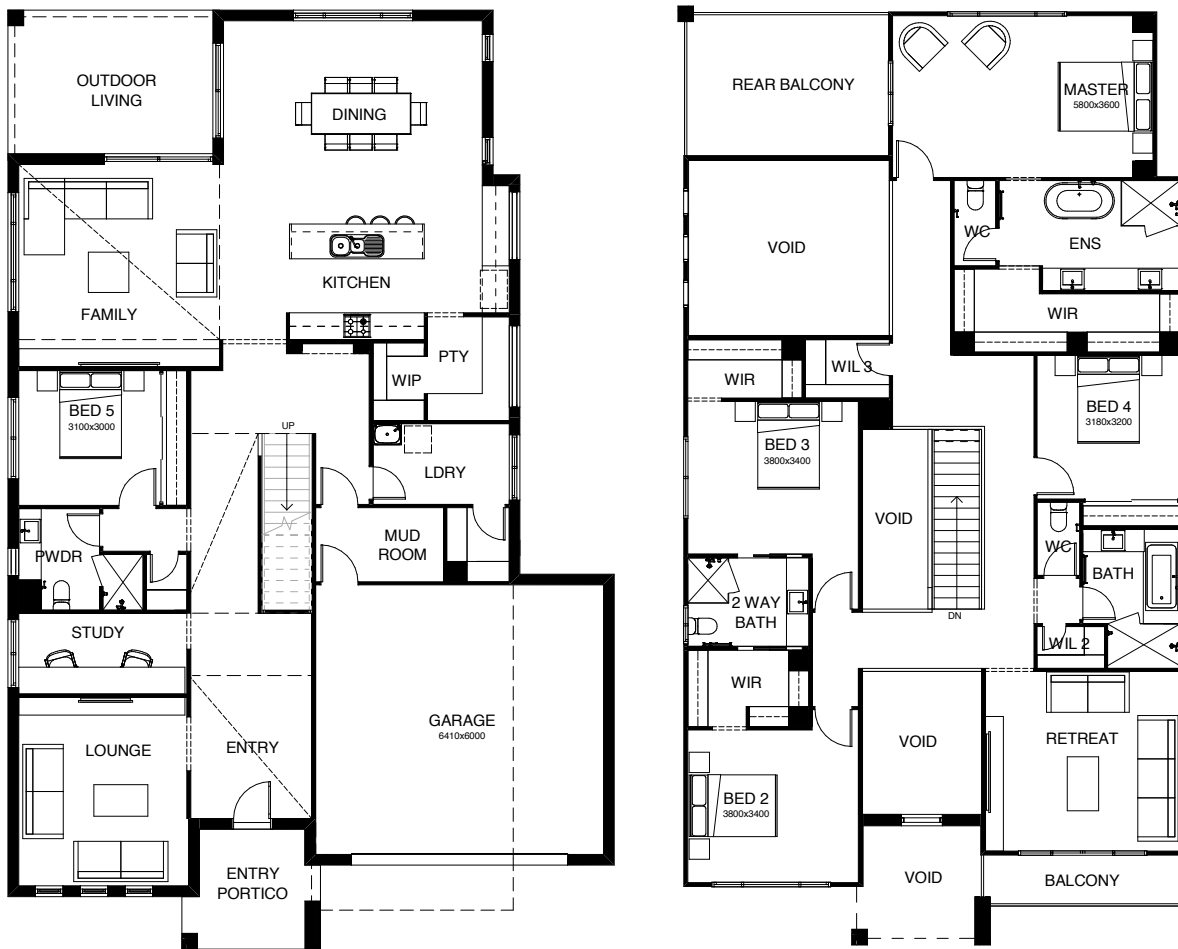 OUTDOOR
LIVING
DINING
KITCHEN
FAMILY
PTY
WIP
BED 5
3100x3000
UP
LDRY
PWDR
MUD
ROOM
STUDY
LOUNGE
ENTRY
GARAGE
6410x6000
ENTRY
PORTICO
REAR BALCONY
MASTER
5800x3600
VOID
WC
ENS
WIR
WIR
WIL 3
BED 3
3800x3400
BED 4
3180x3200
VOID
WC
BATH
2 WAY
BATH
DN
WIL 2
WIR
VOID
RETREAT
BED 2
3800x3400
VOID
BALCONY